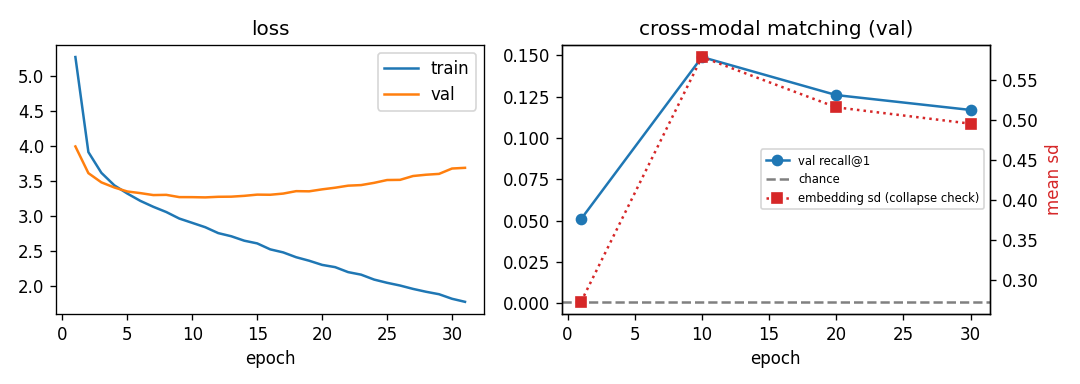 loss
5.0
4.5
4.0
3.5
3.0
2.5
2.0
0 5 10 15 20 25 30
epoch
train
val
cross-modal matching (val)
0.150
0.125
0.100
0.075
0.050
0.025
0.000
0 5 10 15 20 25 30
epoch
val recall@1
chance
embedding sd (collapse check)
0.55
0.50
0.45
0.40
0.35
0.30
mean sd